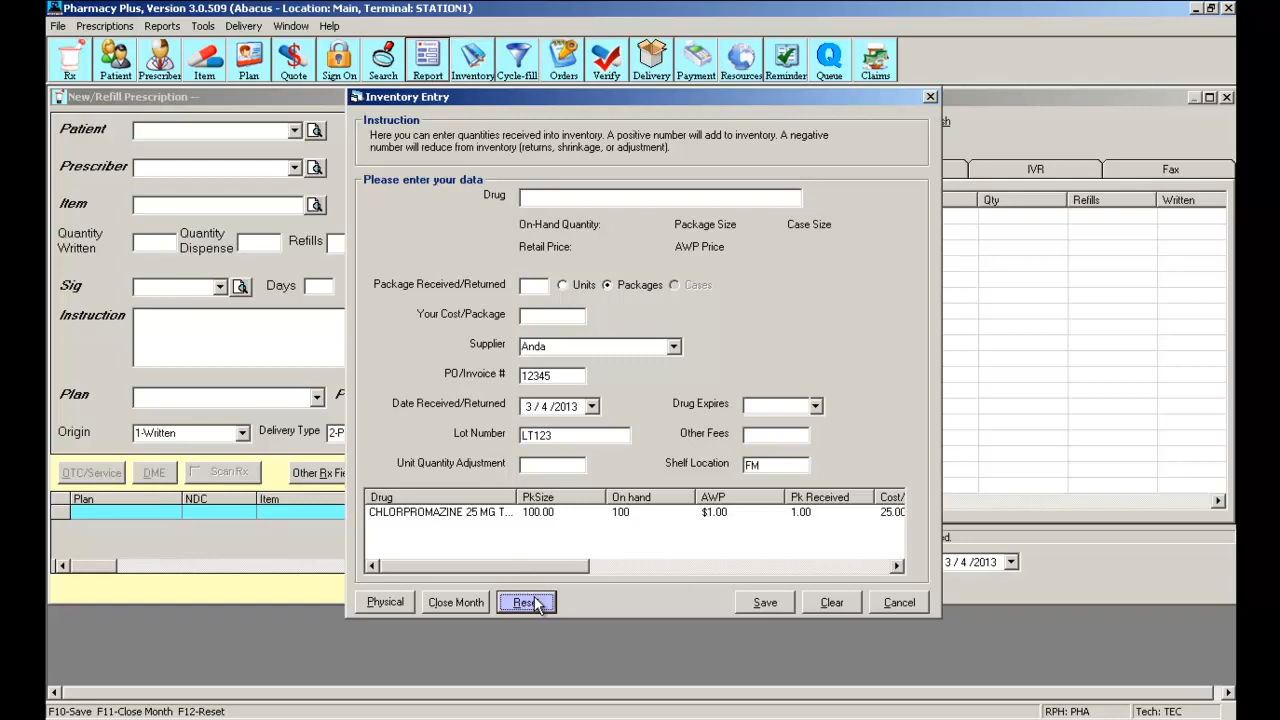 Pharmacy Plus, Version 3.0.509 (Abacus - Location: Main, Terminal: STATION1)
File Prescriptions Reports Tools Delivery Window Help
Rx Patient Prescriber Item Plan Quote Sign On Search Report Inventory Cycle-fill Orders Verify Delivery Payment Resources Reminder Queue Claims
New/Refill Prescription --
Patient
Prescriber
Item
Quantity Written Quantity Dispense Refills
Sig Days
Instruction
Plan
Origin 1-Written Delivery Type
OTC/Service DME Scan Rx
Plan NDC Item
Inventory Entry
Instruction
Here you can enter quantities received into inventory. A positive number will add to inventory. A negative
number will reduce from inventory (returns, shrinkage, or adjustment).
Please enter your data
Drug
On-Hand Quantity: Package Size Case Size
Retail Price: AWP Price
Package Received/Returned Units Packages Cases
Your Cost/Package
Supplier Anda
PO/Invoice # 12345
Date Received/Returned 3 / 4 /2013 Drug Expires
Lot Number LT123 Other Fees
Unit Quantity Adjustment Shelf Location FM
Drug PkSize On hand AWP Pk Received Cost/
CHLORPROMAZINE 25 MG T... 100.00 100 $1.00 1.00 25.00
Physical Close Month Save Clear Cancel
IVR Fax
Qty Refills Written
3 / 4 /2013
F10-Save F11-Close Month F12-Reset
RPH: PHA Tech: TEC